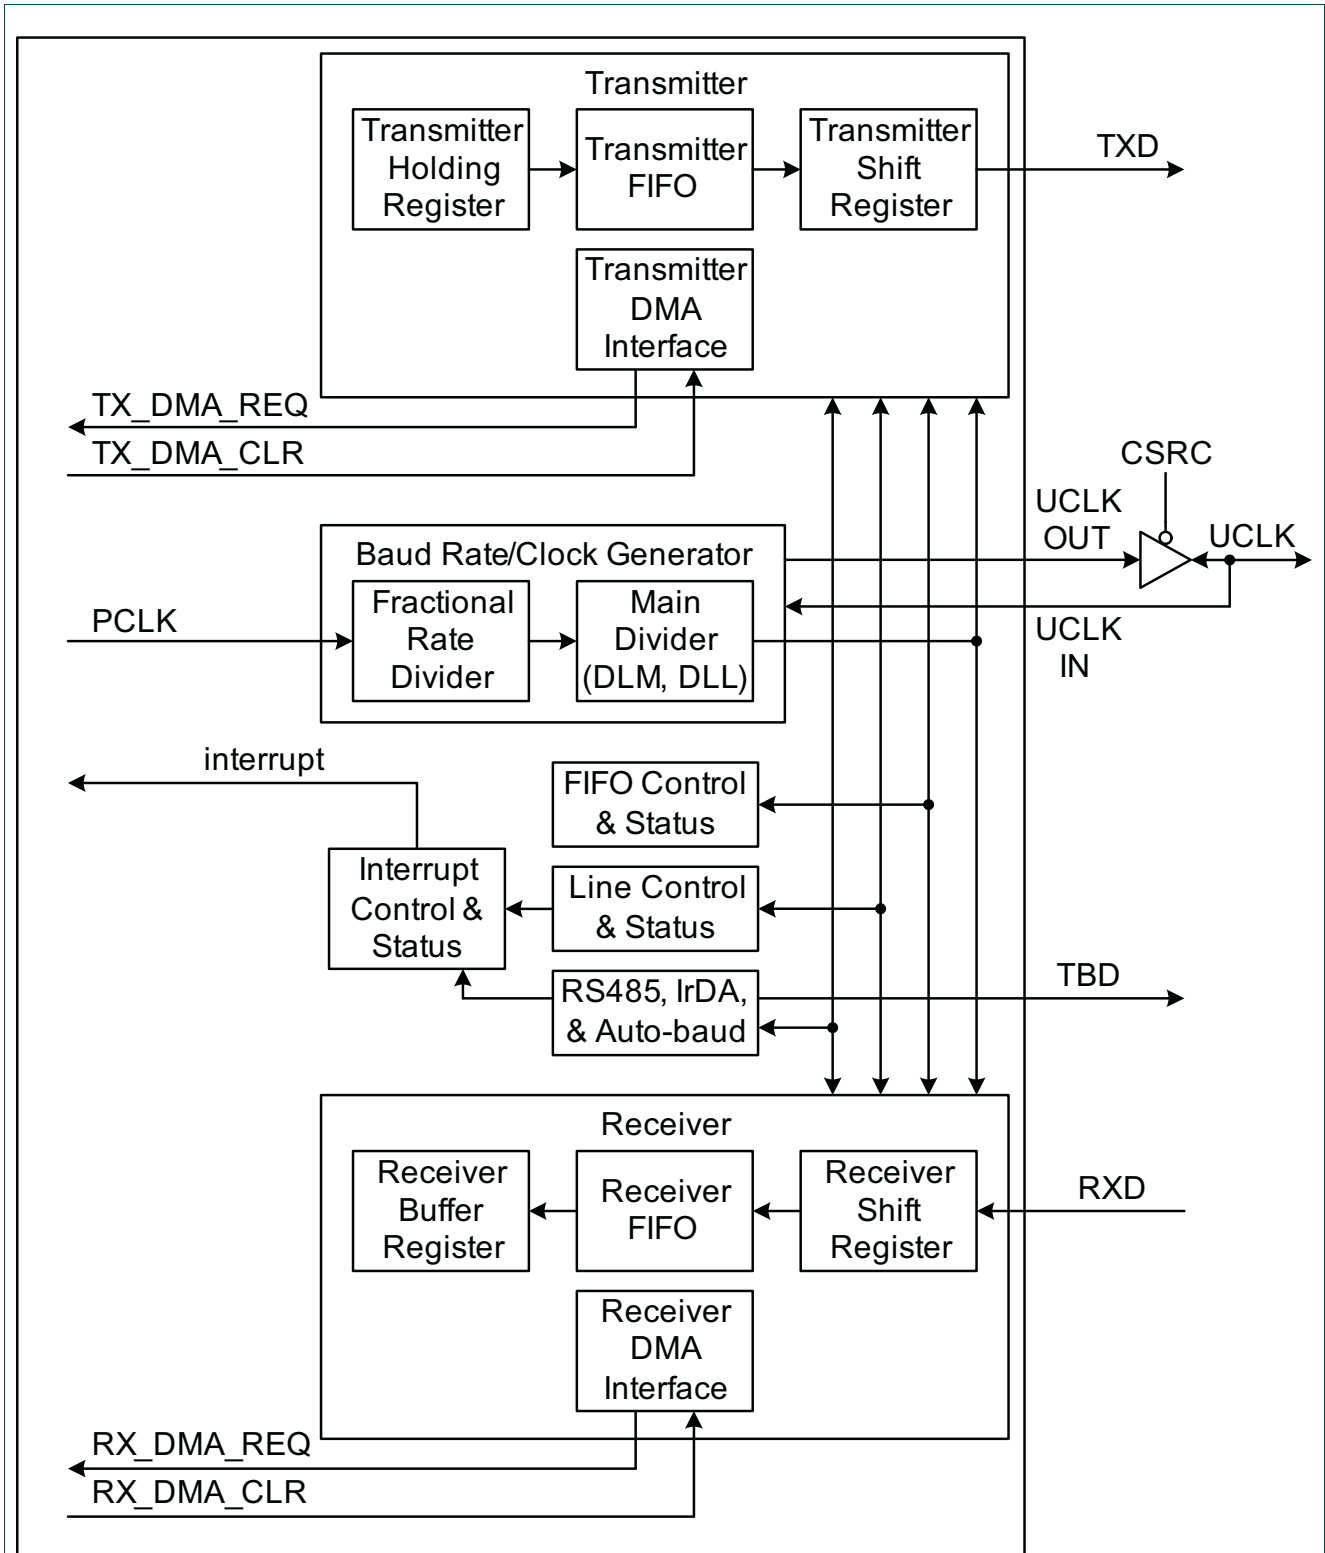 Transmitter
Transmitter
Holding
Register
Transmitter
FIFO
Transmitter
Shift
Register
TXD
Transmitter
DMA
Interface
TX_DMA_REQ
TX_DMA_CLR
CSRC
UCLK
OUT
UCLK
Baud Rate/Clock Generator
PCLK
Fractional
Rate
Divider
Main
Divider
(DLM, DLL)
UCLK
IN
interrupt
FIFO Control
& Status
Interrupt
Control &
Status
Line Control
& Status
RS485, IrDA,
& Auto-baud
TBD
Receiver
Receiver
Buffer
Register
Receiver
FIFO
Receiver
Shift
Register
RXD
Receiver
DMA
Interface
RX_DMA_REQ
RX_DMA_CLR